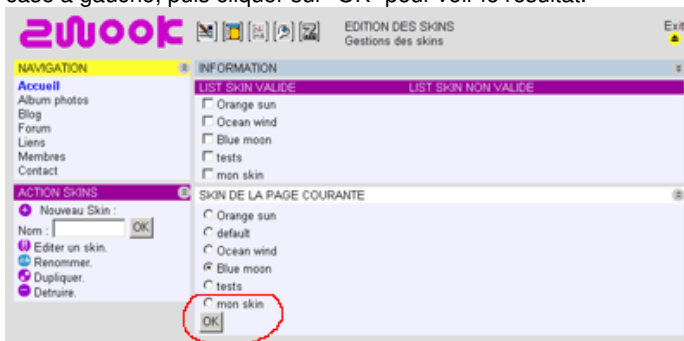 case à gauche, puis cliquer sur "OK" pour voir le résultat.
2WOOK
EDITION DES SKINS
Gestions des skins
Exit
NAVIGATION
Accueil
Album photos
Blog
Forum
Liens
Membres
Contact
ACTION SKINS
Nouveau Skin :
Nom :
OK
Editer un skin.
Renommer.
Dupliquer.
Detruire.
INFORMATION
LIST SKIN VALIDE
LIST SKIN NON VALIDE
Orange sun
Ocean wind
Blue moon
tests
mon skin
SKIN DE LA PAGE COURANTE
Orange sun
default
Ocean wind
Blue moon
tests
mon skin
OK